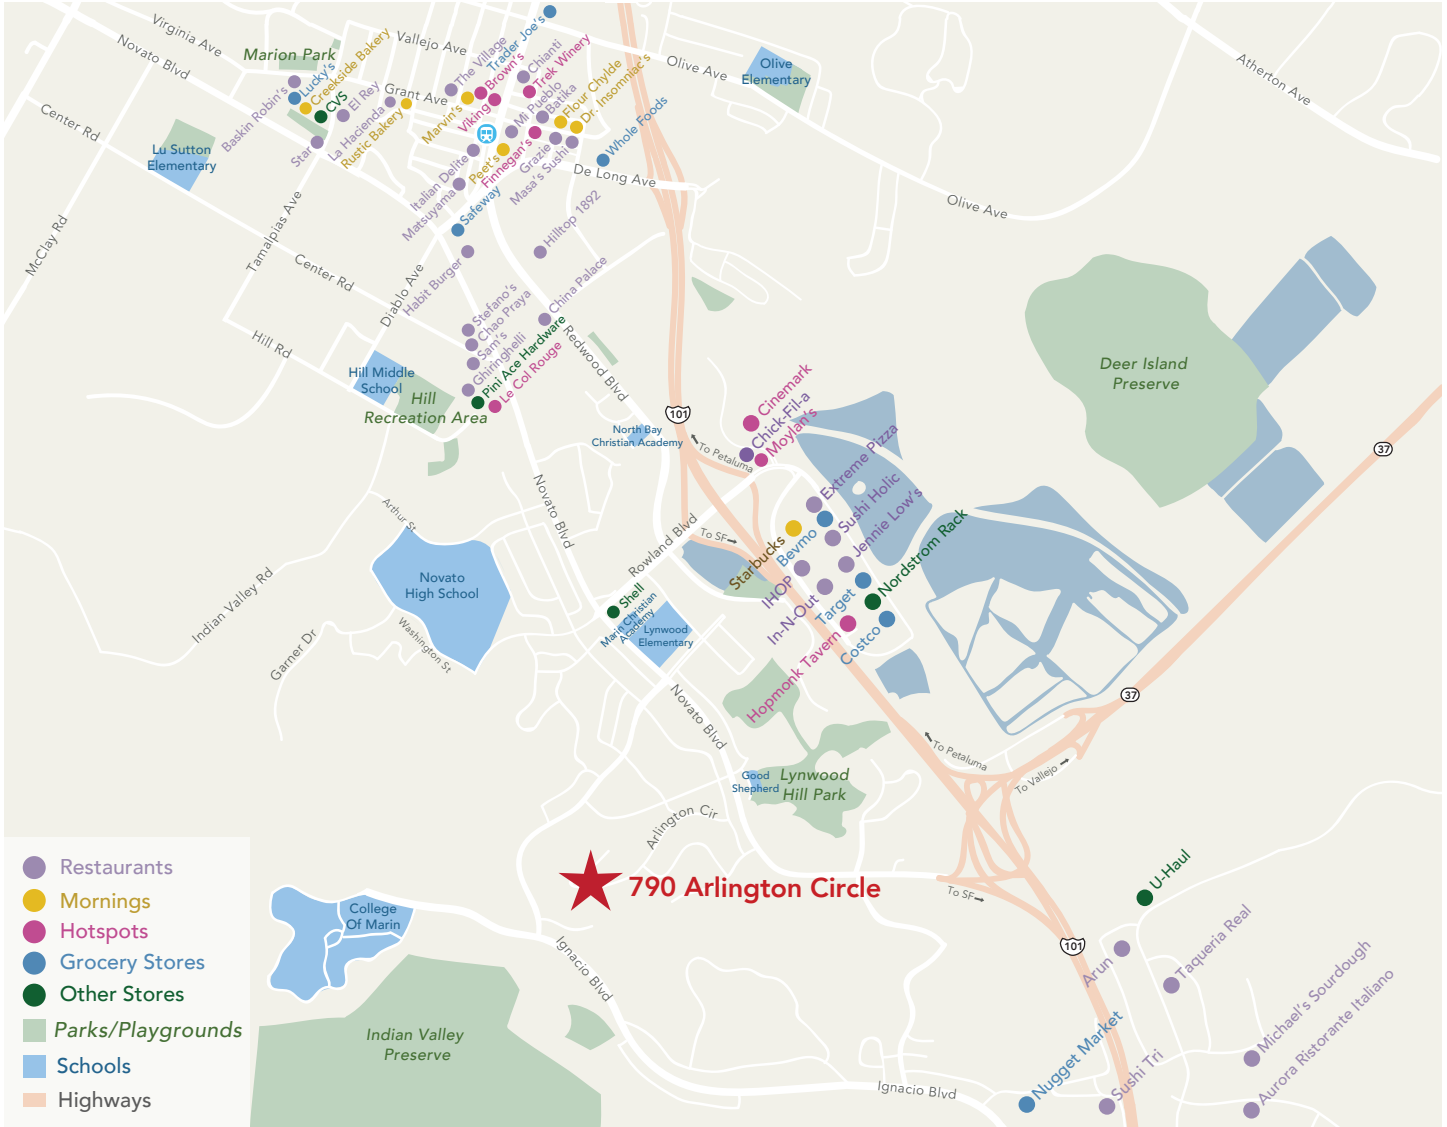 Virginia Ave
Novato Blvd
Marion Park
Vallejo Ave
Trader Joe's
The Village
Chianti
Brown's
Trek Winery
Olive Ave
Olive
Elementary
Atherton Ave
Center Rd
Baskin Robin's
Lucky's
Creekside Bakery
CVS
El Rey
Grant Ave
La Hacienda
Rustic Bakery
Star
Marvin's
Viking
Mi Pueblo
Batika
Flour Chylde
Dr. Insomniac's
Whole Foods
Lu Sutton
Elementary
Italian Delite
Peet's
Finnegan's
Grazie
Masa's Sushi
De Long Ave
Matsuyama
Safeway
Hilltop 1892
Olive Ave
McClay Rd
Tamalpias Ave
Center Rd
Diablo Ave
Habit Burger
China Palace
Stefano's
Chao Praya
Sam's
Ghiringhelli
Pini Ace Hardware
Le Col Rouge
Redwood Blvd
Hill Rd
Hill Middle
School
Hill
Recreation Area
Deer Island
Preserve
101
North Bay
Christian Academy
To Petaluma
Cinemark
Chick-Fil-a
Moylan's
37
Extreme Pizza
Sushi Holic
Jennie Low's
Nordstrom Rack
Starbucks
Bevmo
IHOP
In-N-Out
Target
Costco
Hopmonk Tavern
Novato Blvd
Arthur St
Rowland Blvd
To SF
Novato
High School
Indian Valley Rd
Washington St
Garner Dr
Shell
Marin Christian
Academy
Lynwood
Elementary
Novato Blvd
37
To Petaluma
To Vallejo
Good
Shepherd
Lynwood
Hill Park
Arlington Cir
790 Arlington Circle
To SF
101
U-Haul
Arun
Taqueria Real
Michael's Sourdough
Aurora Ristorante Italiano
Nugget Market
Sushi Tri
College
Of Marin
Ignacio Blvd
Indian Valley
Preserve
Ignacio Blvd
Restaurants
Mornings
Hotspots
Grocery Stores
Other Stores
Parks/Playgrounds
Schools
Highways